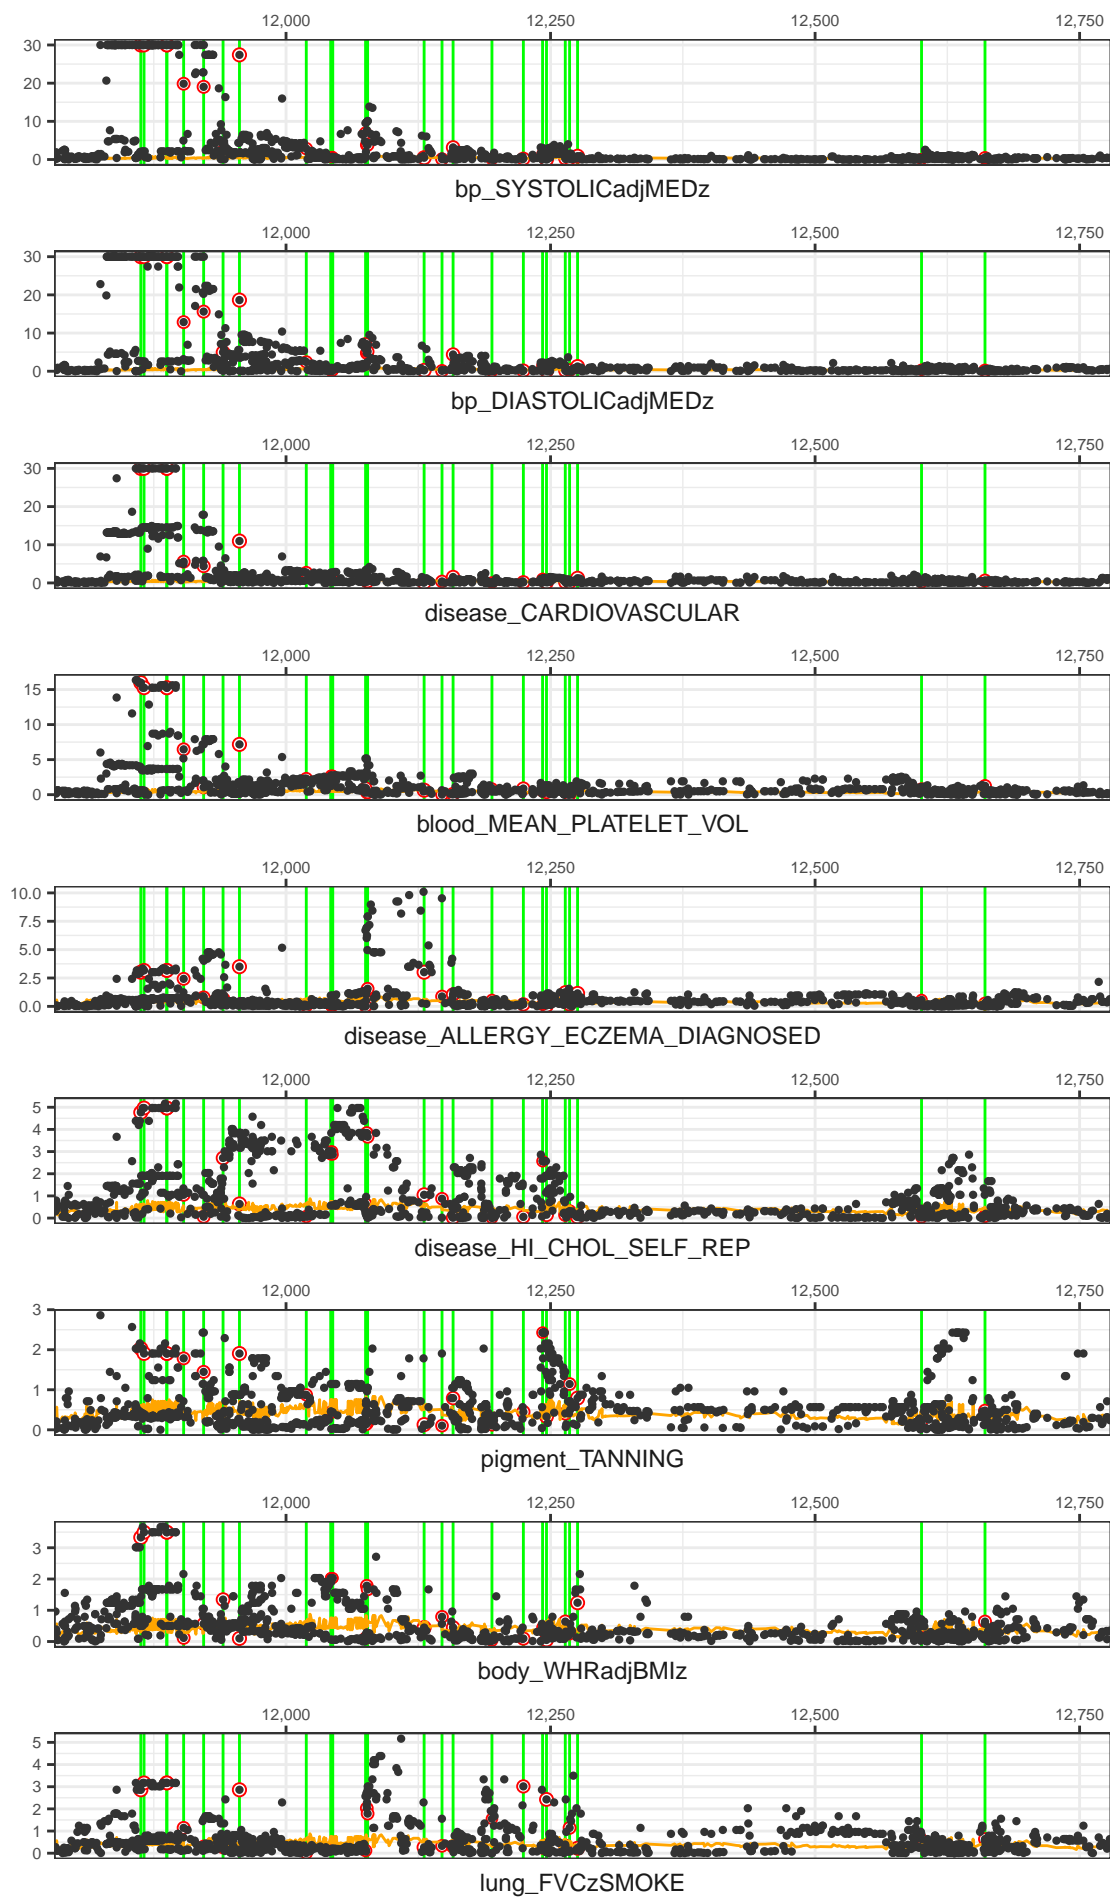 12,000 12,250 12,500 12,750
30
20
10
0
bp_SYSTOLICadjMEDz
12,000 12,250 12,500 12,750
30
20
10
0
bp_DIASTOLICadjMEDz
12,000 12,250 12,500 12,750
30
20
10
0
disease_CARDIOVASCULAR
12,000 12,250 12,500 12,750
15
10
5
0
blood_MEAN_PLATELET_VOL
12,000 12,250 12,500 12,750
10.0
7.5
5.0
2.5
0.0
disease_ALLERGY_ECZEMA_DIAGNOSED
12,000 12,250 12,500 12,750
5
4
3
2
1
0
disease_HI_CHOL_SELF_REP
12,000 12,250 12,500 12,750
3
2
1
0
pigment_TANNING
12,000 12,250 12,500 12,750
3
2
1
0
body_WHRadjBMIz
12,000 12,250 12,500 12,750
5
4
3
2
1
0
lung_FVCzSMOKE